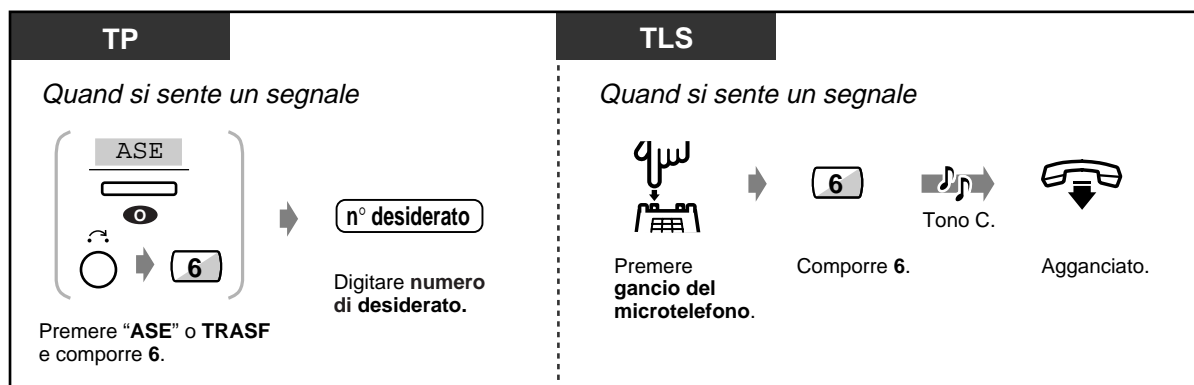 TP
Quand si sente un segnale
ASE
o
6
Premere “ASE” o TRASF
e comporre 6.
n° desiderato
Digitare numero
di desiderato.
TLS
Quand si sente un segnale
Premere
gancio del
microtelefono.
6
Comporre 6.
Tono C.
Agganciato.